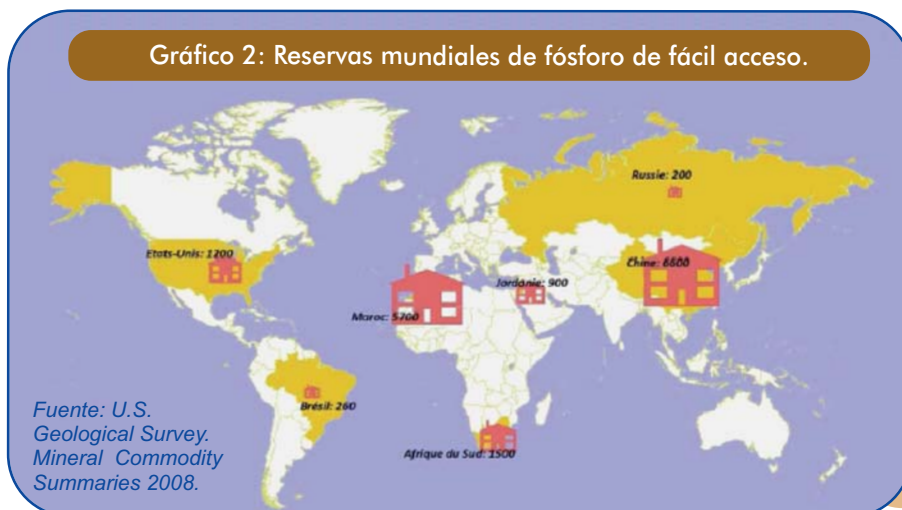 Gráfico 2: Reservas mundiales de fósforo de fácil acceso.
Russie: 200
Etats-Unis: 1200
Chine: 6600
Jordanie: 900
Maroc: 5700
Brésil: 260
Afrique du Sud: 1500
Fuente: U.S.
Geological Survey.
Mineral Commodity
Summaries 2008.